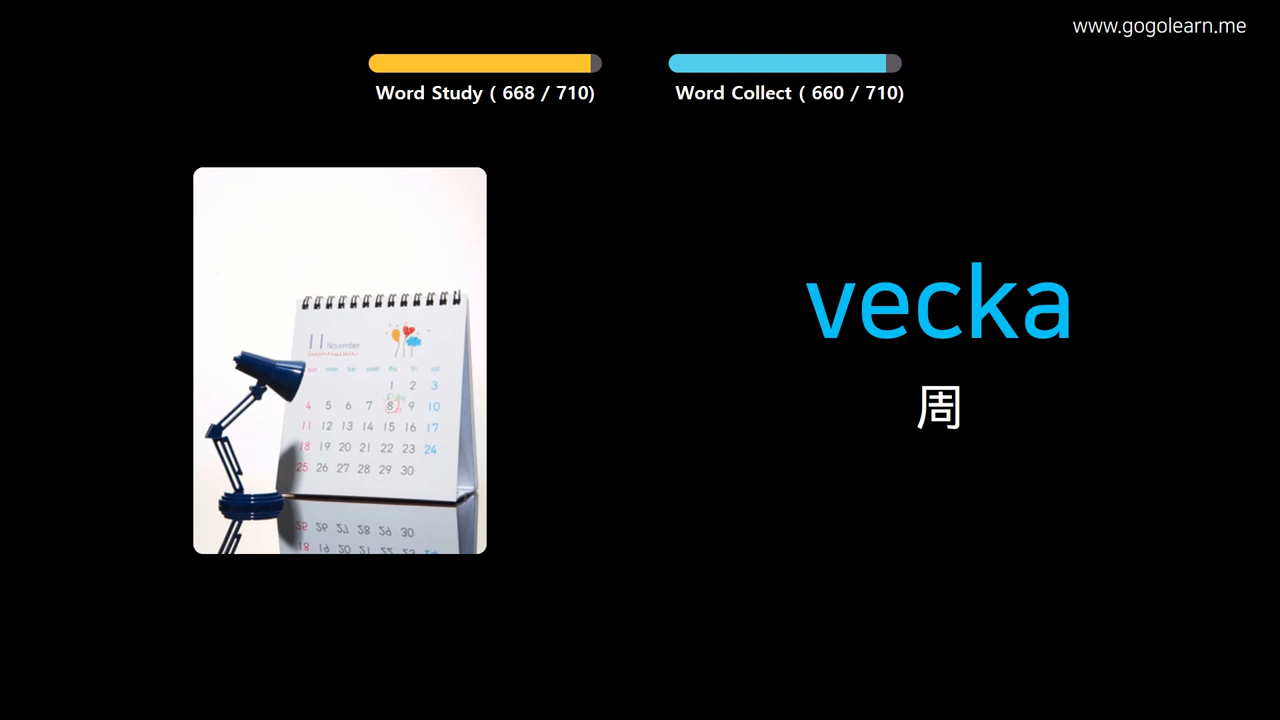 www.gogolearn.me
Word Study ( 668 / 710)
Word Collect ( 660 / 710)
vecka
周
11 November
sun mon tue wed thu fri sat
1 2 3
4 5 6 7 8 9 10
11 12 13 14 15 16 17
18 19 20 21 22 23 24
25 26 27 28 29 30